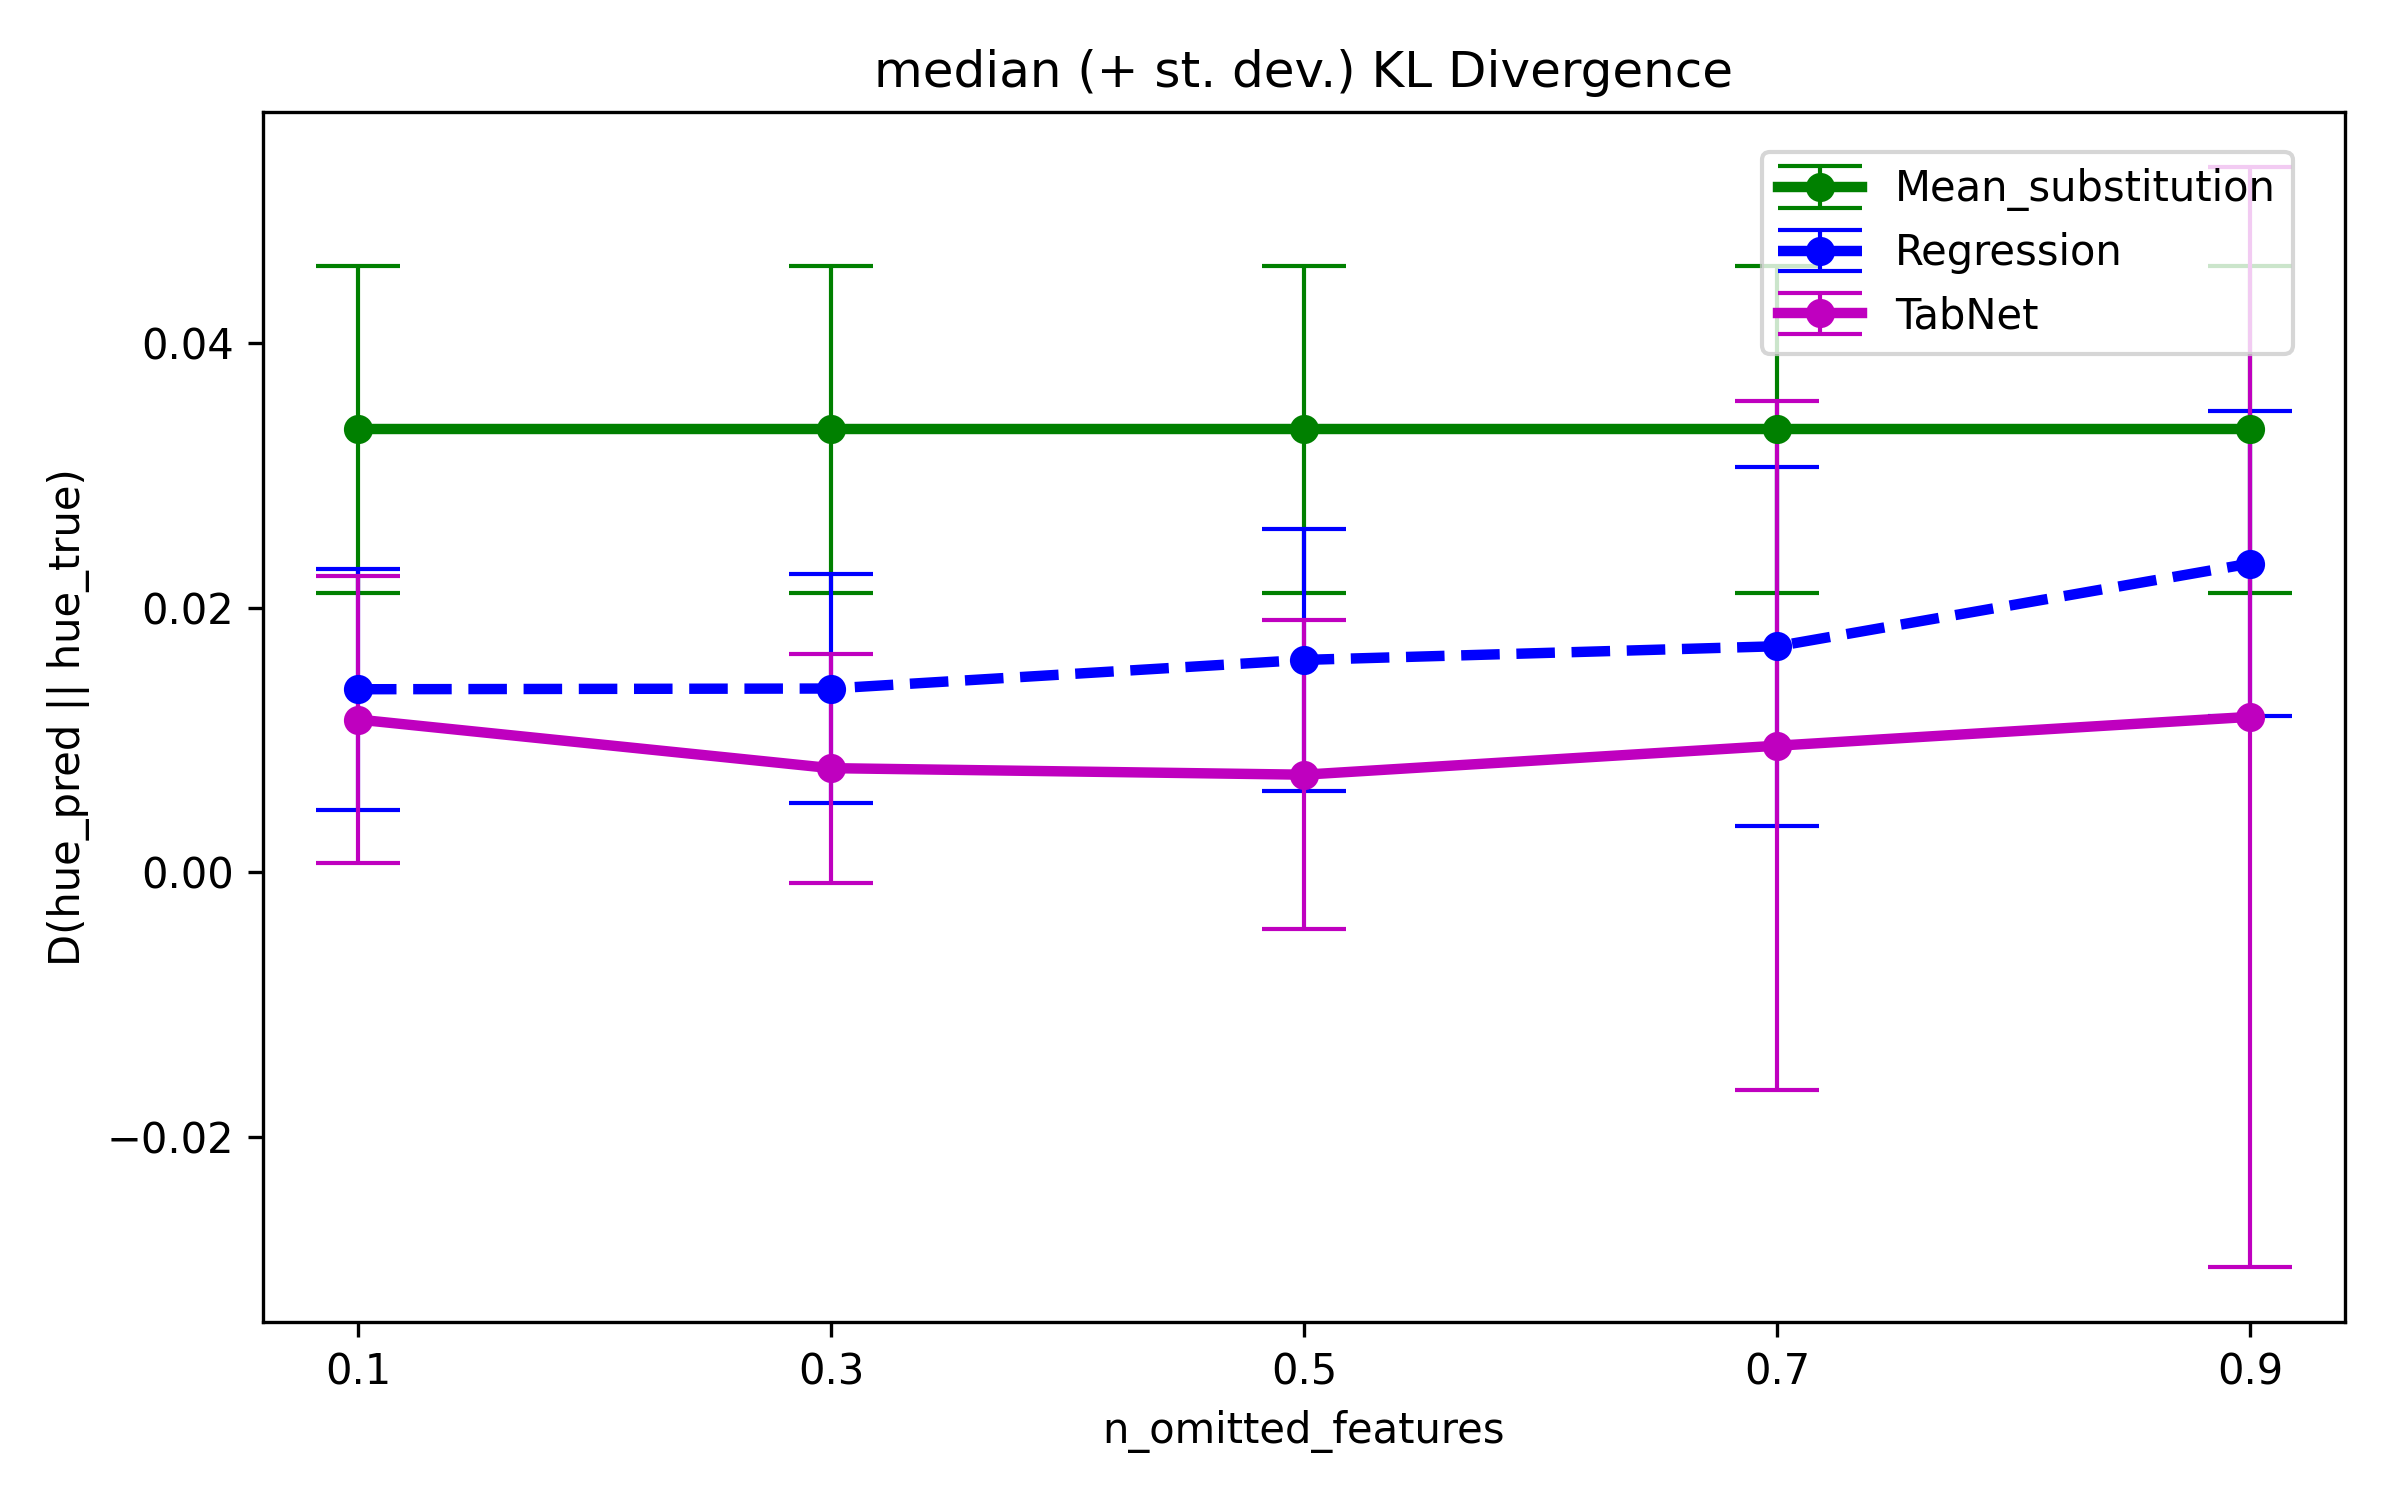 median (+ st. dev.) KL Divergence
Mean_substitution
Regression
TabNet
D(hue_pred || hue_true)
0.04
0.02
0.00
−0.02
0.1 0.3 0.5 0.7 0.9
n_omitted_features